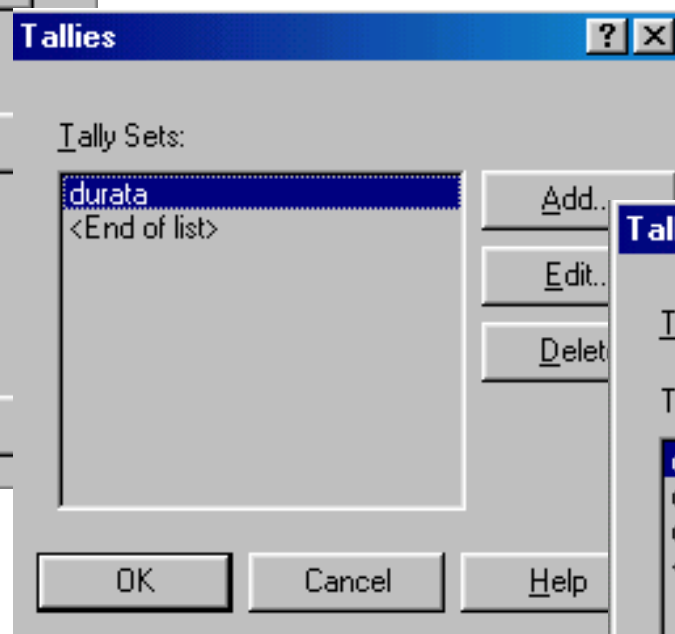 Tallies
Tally Sets:
durata
<End of list>
Add..
Edit..
Delet
OK
Cancel
Help
Tal
T
T